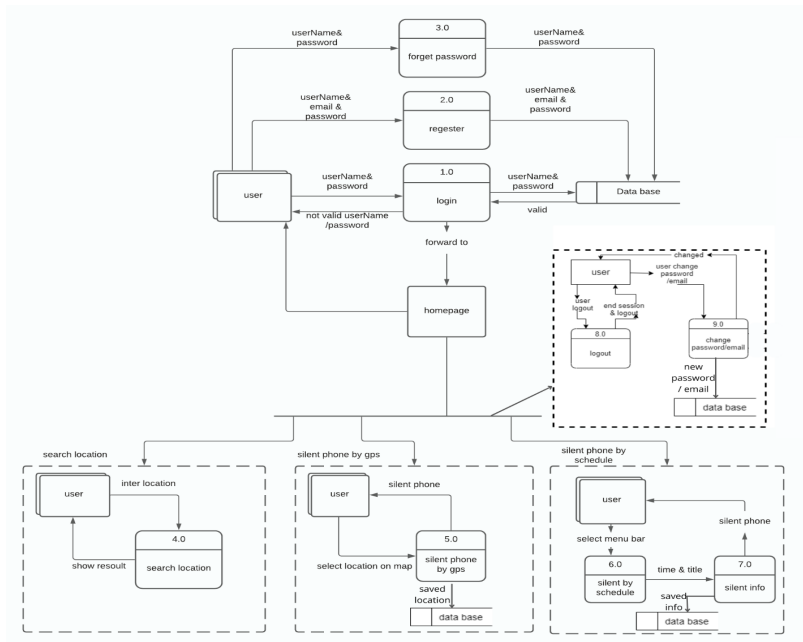 3.0
userName&
password
forget password
userName&
password
2.0
userName&
email &
password
regester
userName&
email &
password
1.0
userName&
password
login
userName&
password
user
Data base
not valid userName
/password
valid
forward to
homepage
changed
user
user change
password
/email
user
logout
end session
& logout
8.0
logout
9.0
change
password/email
new
password
/ email
data base
search location
user
inter location
4.0
search location
show resoult
silent phone by gps
user
silent phone
5.0
silent phone
by gps
select location on map
saved
location
data base
silent phone by
schedule
user
silent phone
select menu bar
6.0
silent by
schedule
time & title
7.0
silent info
saved
info
data base